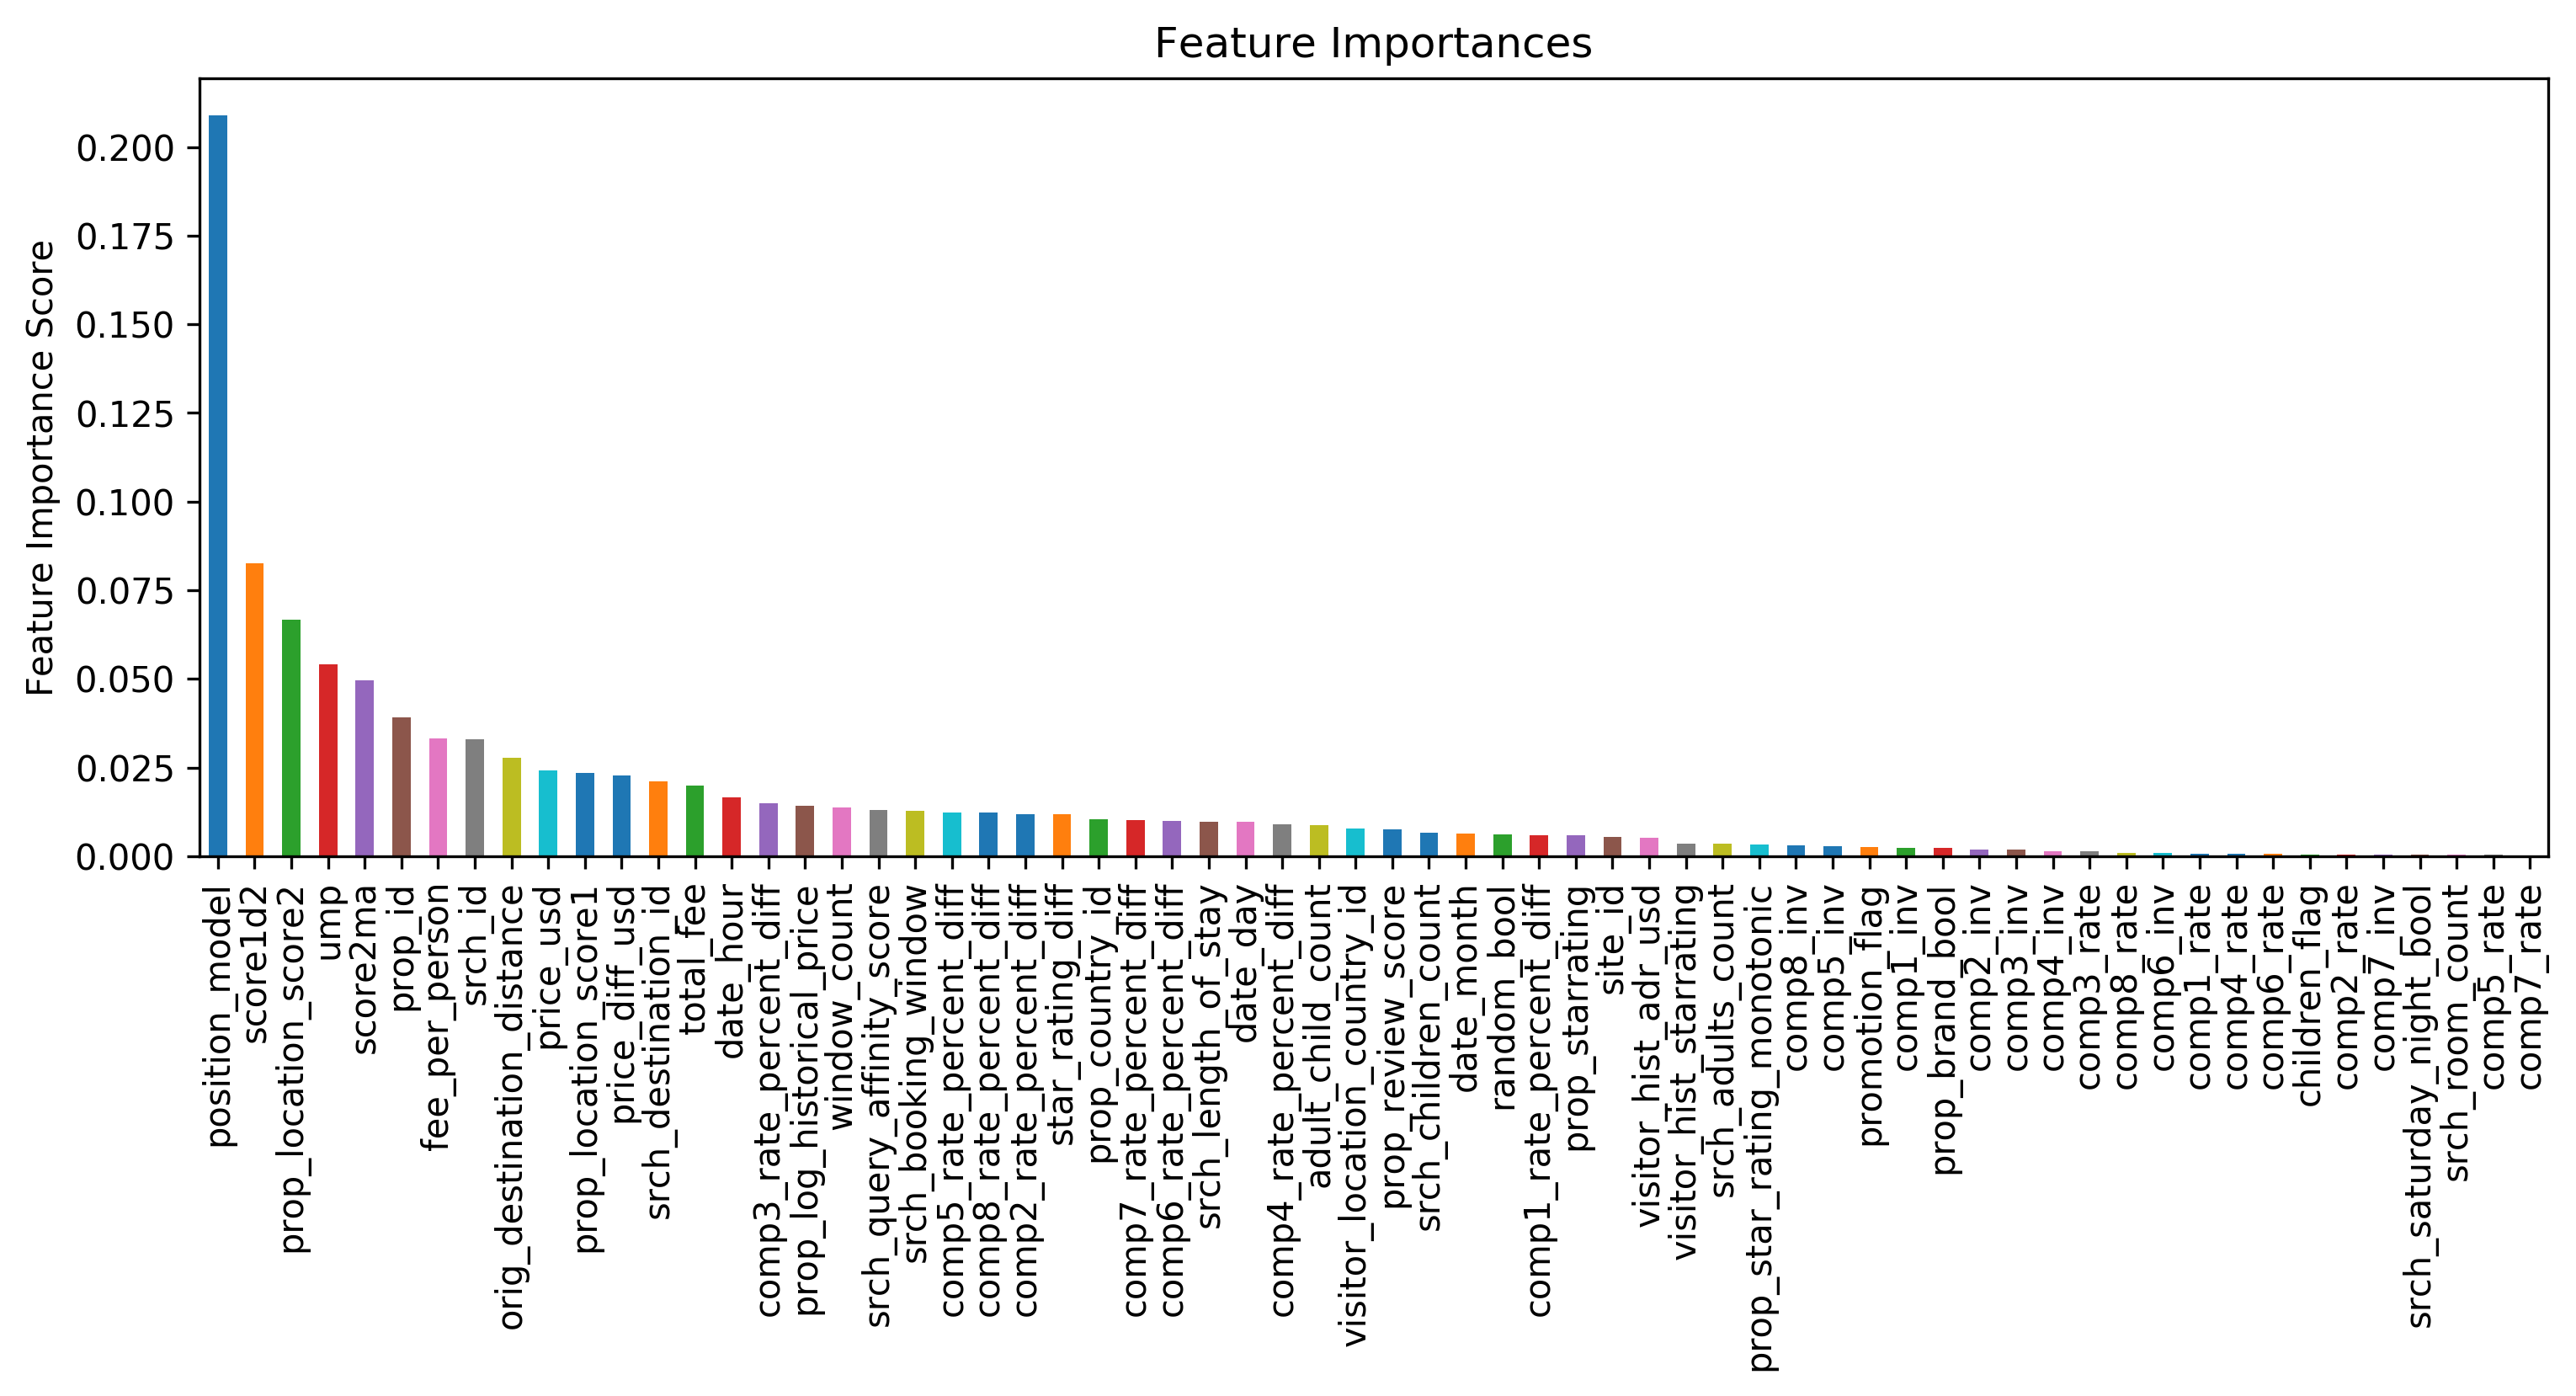 Feature Importances
Feature Importance Score
0.200
0.175
0.150
0.125
0.100
0.075
0.050
0.025
0.000
position_model
score1d2
prop_location_score2
ump
score2ma
prop_id
fee_per_person
srch_id
orig_destination_distance
price_usd
prop_location_score1
price_diff_usd
srch_destination_id
total_fee
date_hour
comp3_rate_percent_diff
prop_log_historical_price
window_count
srch_query_affinity_score
srch_booking_window
comp5_rate_percent_diff
comp8_rate_percent_diff
comp2_rate_percent_diff
star_rating_diff
prop_country_id
comp7_rate_percent_diff
comp6_rate_percent_diff
srch_length_of_stay
date_day
comp4_rate_percent_diff
adult_child_count
visitor_location_country_id
prop_review_score
srch_children_count
date_month
random_bool
comp1_rate_percent_diff
prop_starrating
site_id
visitor_hist_adr_usd
visitor_hist_starrating
srch_adults_count
prop_star_rating_monotonic
comp8_inv
comp5_inv
promotion_flag
comp1_inv
prop_brand_bool
comp2_inv
comp3_inv
comp4_inv
comp3_rate
comp8_rate
comp6_inv
comp1_rate
comp4_rate
comp6_rate
children_flag
comp2_rate
comp7_inv
srch_saturday_night_bool
srch_room_count
comp5_rate
comp7_rate